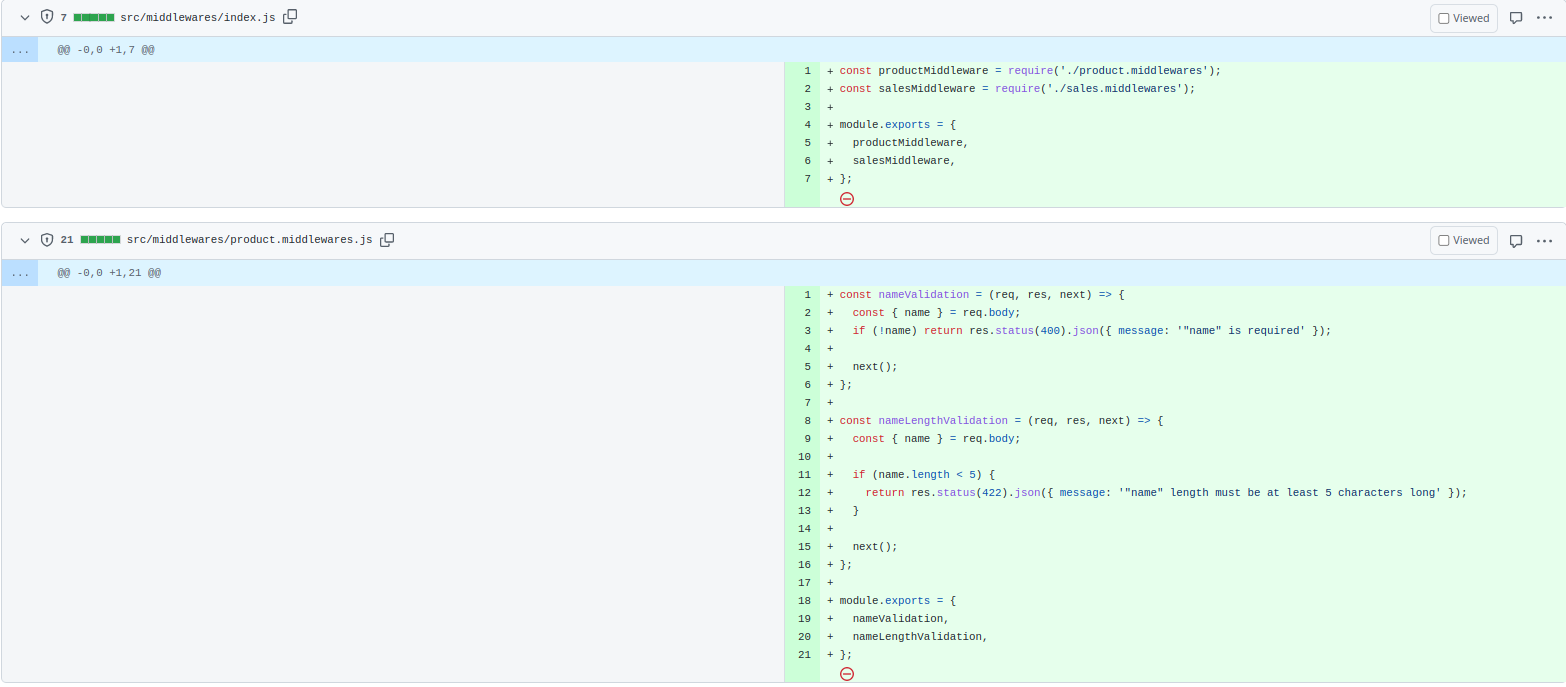 7 src/middlewares/index.js Viewed ...
... @@ -0,0 +1,7 @@
1 + const productMiddleware = require('./product.middlewares');
2 + const salesMiddleware = require('./sales.middlewares');
3 +
4 + module.exports = {
5 +   productMiddleware,
6 +   salesMiddleware,
7 + };
21 src/middlewares/product.middlewares.js Viewed ...
... @@ -0,0 +1,21 @@
1 + const nameValidation = (req, res, next) => {
2 +   const { name } = req.body;
3 +   if (!name) return res.status(400).json({ message: '"name" is required' });
4 +
5 +   next();
6 + };
7 +
8 + const nameLengthValidation = (req, res, next) => {
9 +   const { name } = req.body;
10 +
11 +   if (name.length < 5) {
12 +     return res.status(422).json({ message: '"name" length must be at least 5 characters long' });
13 +   }
14 +
15 +   next();
16 + };
17 +
18 + module.exports = {
19 +   nameValidation,
20 +   nameLengthValidation,
21 + };